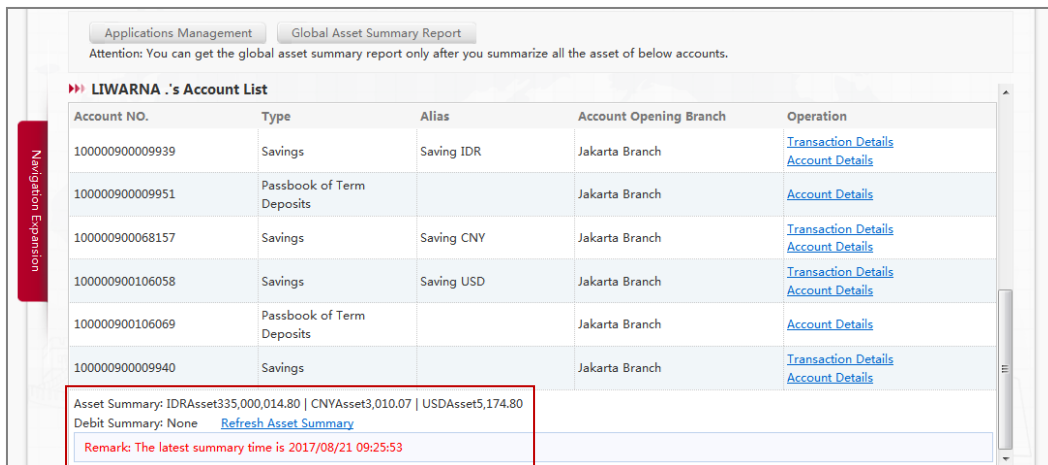 Applications Management Global Asset Summary Report
Attention: You can get the global asset summary report only after you summarize all the asset of below accounts.
LIWARNA .'s Account List
Account NO. Type Alias Account Opening Branch Operation
100000900009939 Savings Saving IDR Jakarta Branch Transaction Details
Account Details
100000900009951 Passbook of Term Deposits Jakarta Branch Account Details
100000900068157 Savings Saving CNY Jakarta Branch Transaction Details
Account Details
100000900106058 Savings Saving USD Jakarta Branch Transaction Details
Account Details
100000900106069 Passbook of Term Deposits Jakarta Branch Account Details
100000900009940 Savings Jakarta Branch Transaction Details
Account Details
Asset Summary: IDRAsset335,000,014.80 | CNYAsset3,010.07 | USDAsset5,174.80
Debit Summary: None Refresh Asset Summary
Remark: The latest summary time is 2017/08/21 09:25:53
Navigation Expansion